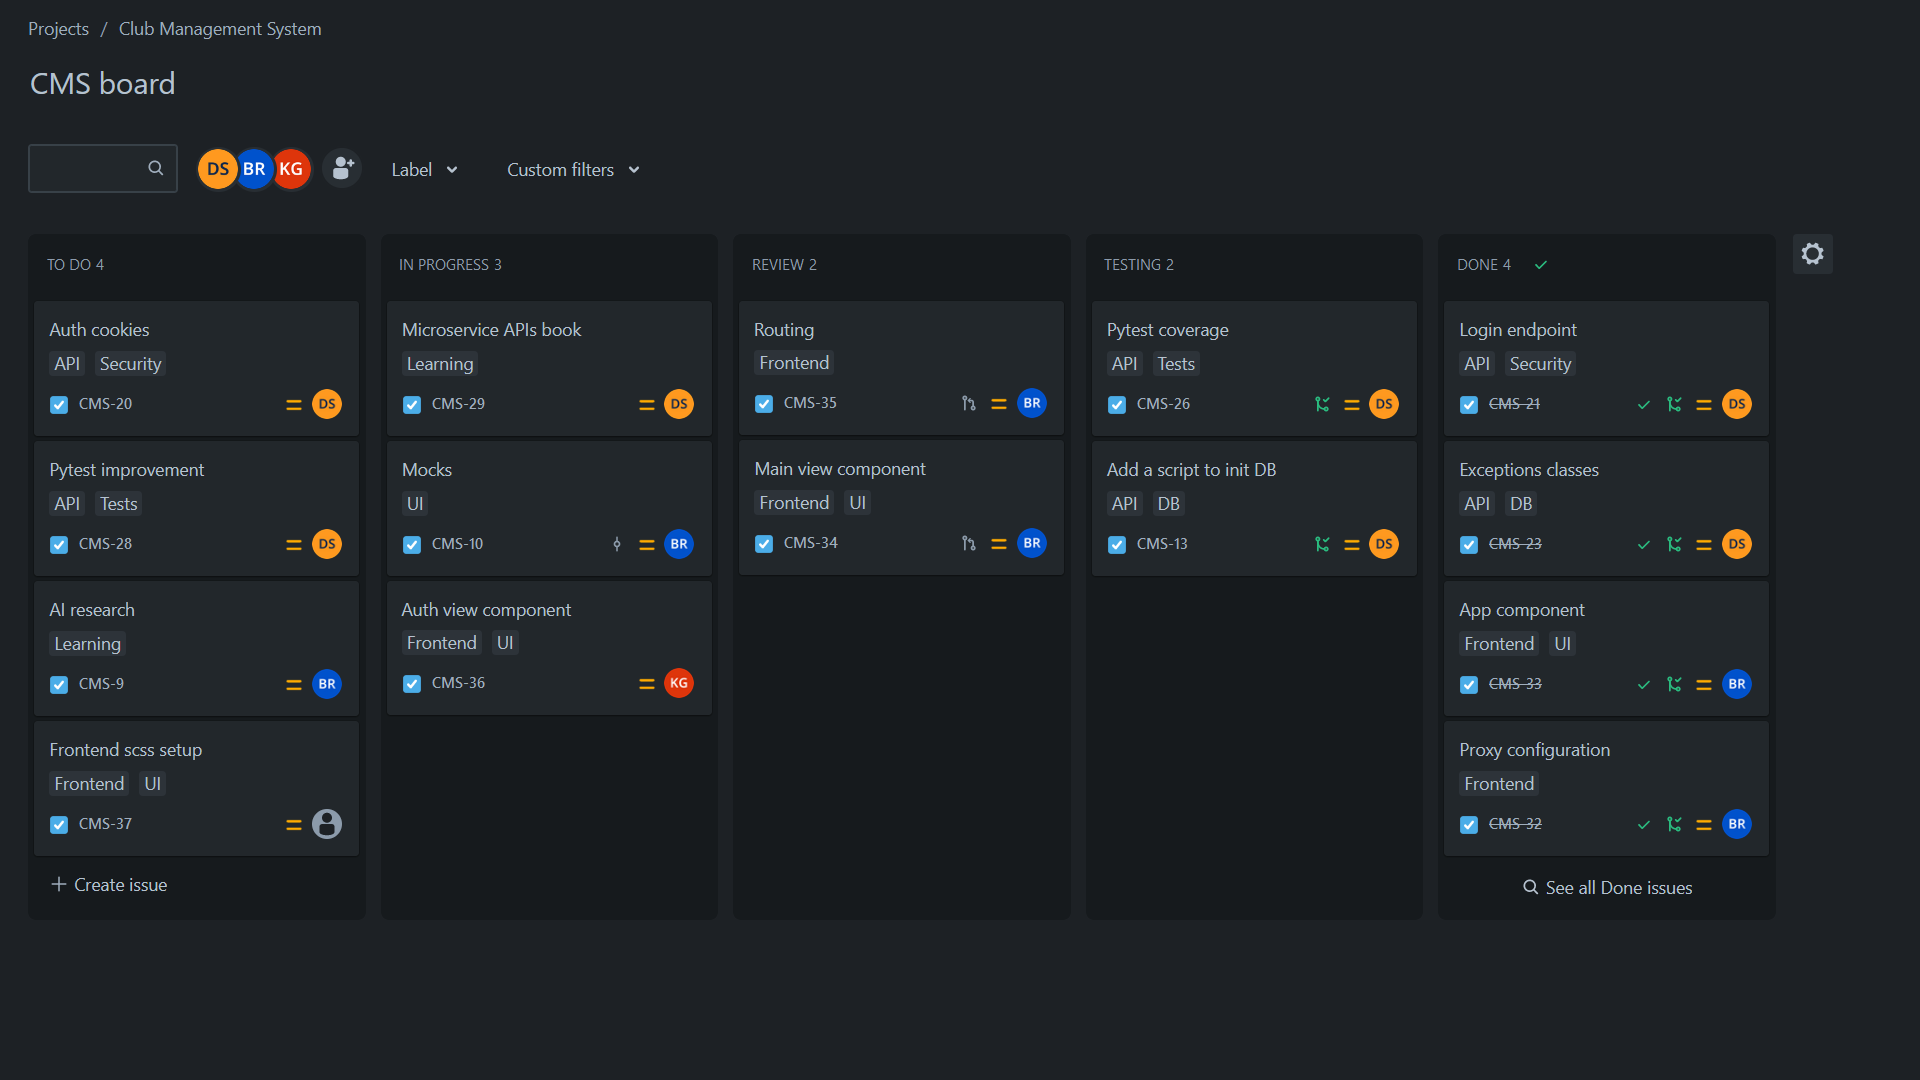 Projects / Club Management System
CMS board
DS BR KG Label Custom filters
TO DO 4
Auth cookies
API Security
CMS-20 DS
Pytest improvement
API Tests
CMS-28 DS
AI research
Learning
CMS-9 BR
Frontend scss setup
Frontend UI
CMS-37
Create issue
IN PROGRESS 3
Microservice APIs book
Learning
CMS-29 DS
Mocks
UI
CMS-10 BR
Auth view component
Frontend UI
CMS-36 KG
REVIEW 2
Routing
Frontend
CMS-35 BR
Main view component
Frontend UI
CMS-34 BR
TESTING 2
Pytest coverage
API Tests
CMS-26 DS
Add a script to init DB
API DB
CMS-13 DS
DONE 4
Login endpoint
API Security
CMS-21 DS
Exceptions classes
API DB
CMS-23 DS
App component
Frontend UI
CMS-33 BR
Proxy configuration
Frontend
CMS-32 BR
See all Done issues